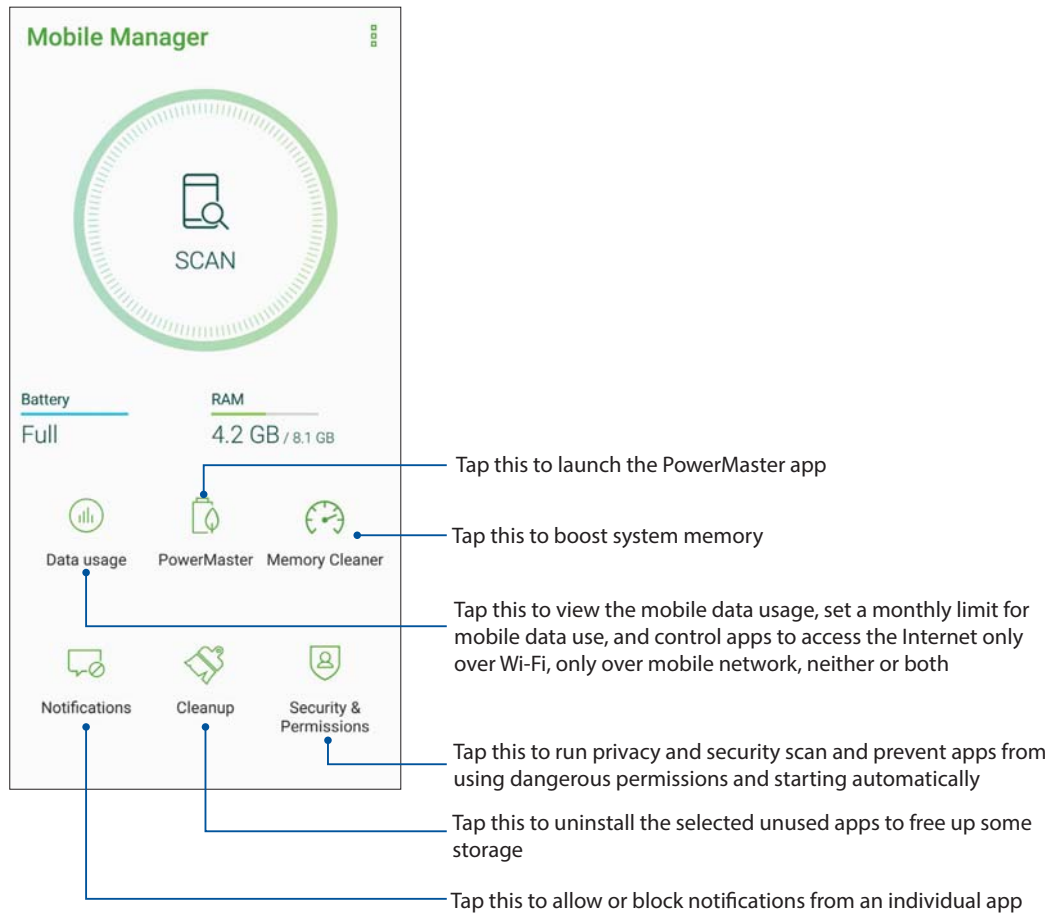 Mobile Manager
SCAN
Battery
RAM
Full
4.2 GB / 8.1 GB
Tap this to launch the PowerMaster app
Tap this to boost system memory
Data usage
PowerMaster
Memory Cleaner
Tap this to view the mobile data usage, set a monthly limit for
mobile data use, and control apps to access the Internet only
over Wi-Fi, only over mobile network, neither or both
Notifications
Cleanup
Security &
Permissions
Tap this to run privacy and security scan and prevent apps from
using dangerous permissions and starting automatically
Tap this to uninstall the selected unused apps to free up some
storage
Tap this to allow or block notifications from an individual app